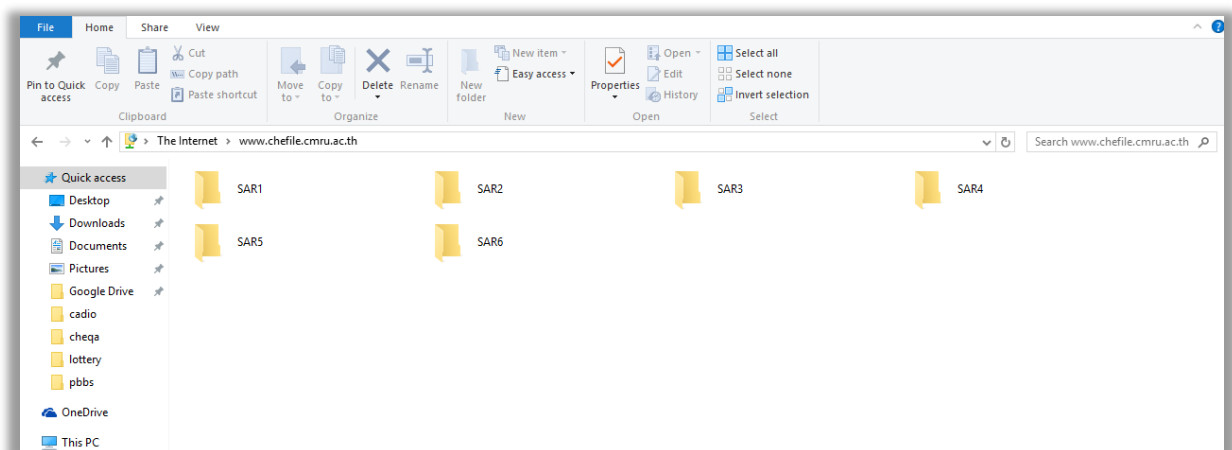 File Home Share View
Pin to Quick access
Copy
Paste
Cut
Copy path
Paste shortcut
Clipboard
Move to
Copy to
Delete
Rename
Organize
New folder
New item
Easy access
New
Properties
Open
Edit
History
Open
Select all
Select none
Invert selection
Select
The Internet › www.chefile.cmru.ac.th
Search www.chefile.cmru.ac.th
Quick access
Desktop
Downloads
Documents
Pictures
Google Drive
cadio
cheqa
lottery
pbbs
OneDrive
This PC
SAR1 SAR2 SAR3 SAR4
SAR5 SAR6